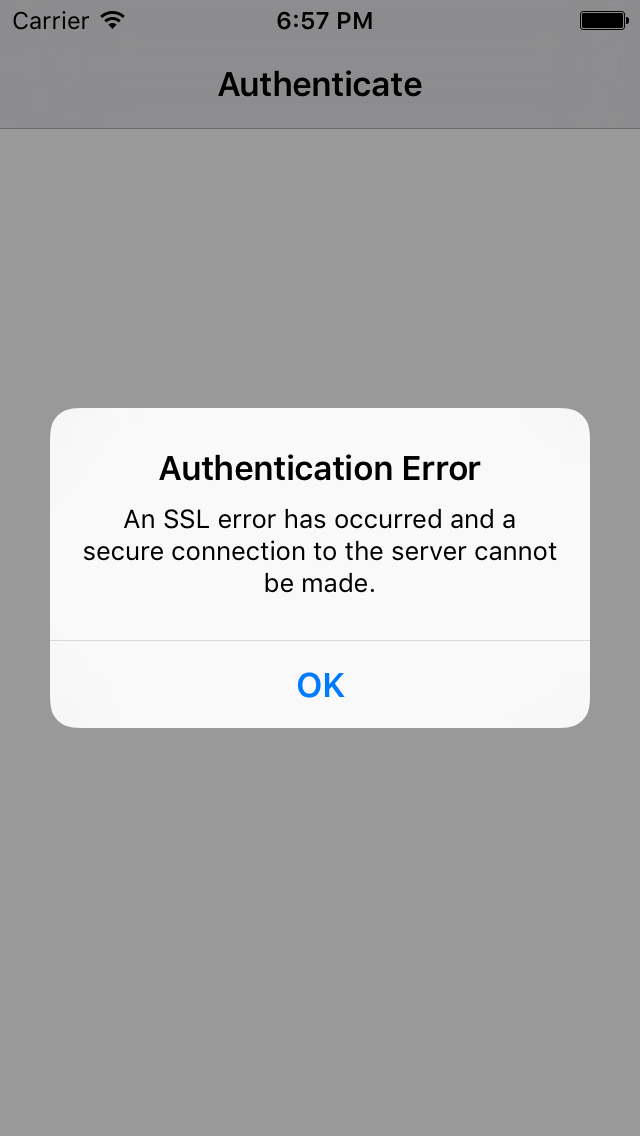 Carrier 6:57 PM
Authenticate
Authentication Error
An SSL error has occurred and a
secure connection to the server cannot
be made.
OK